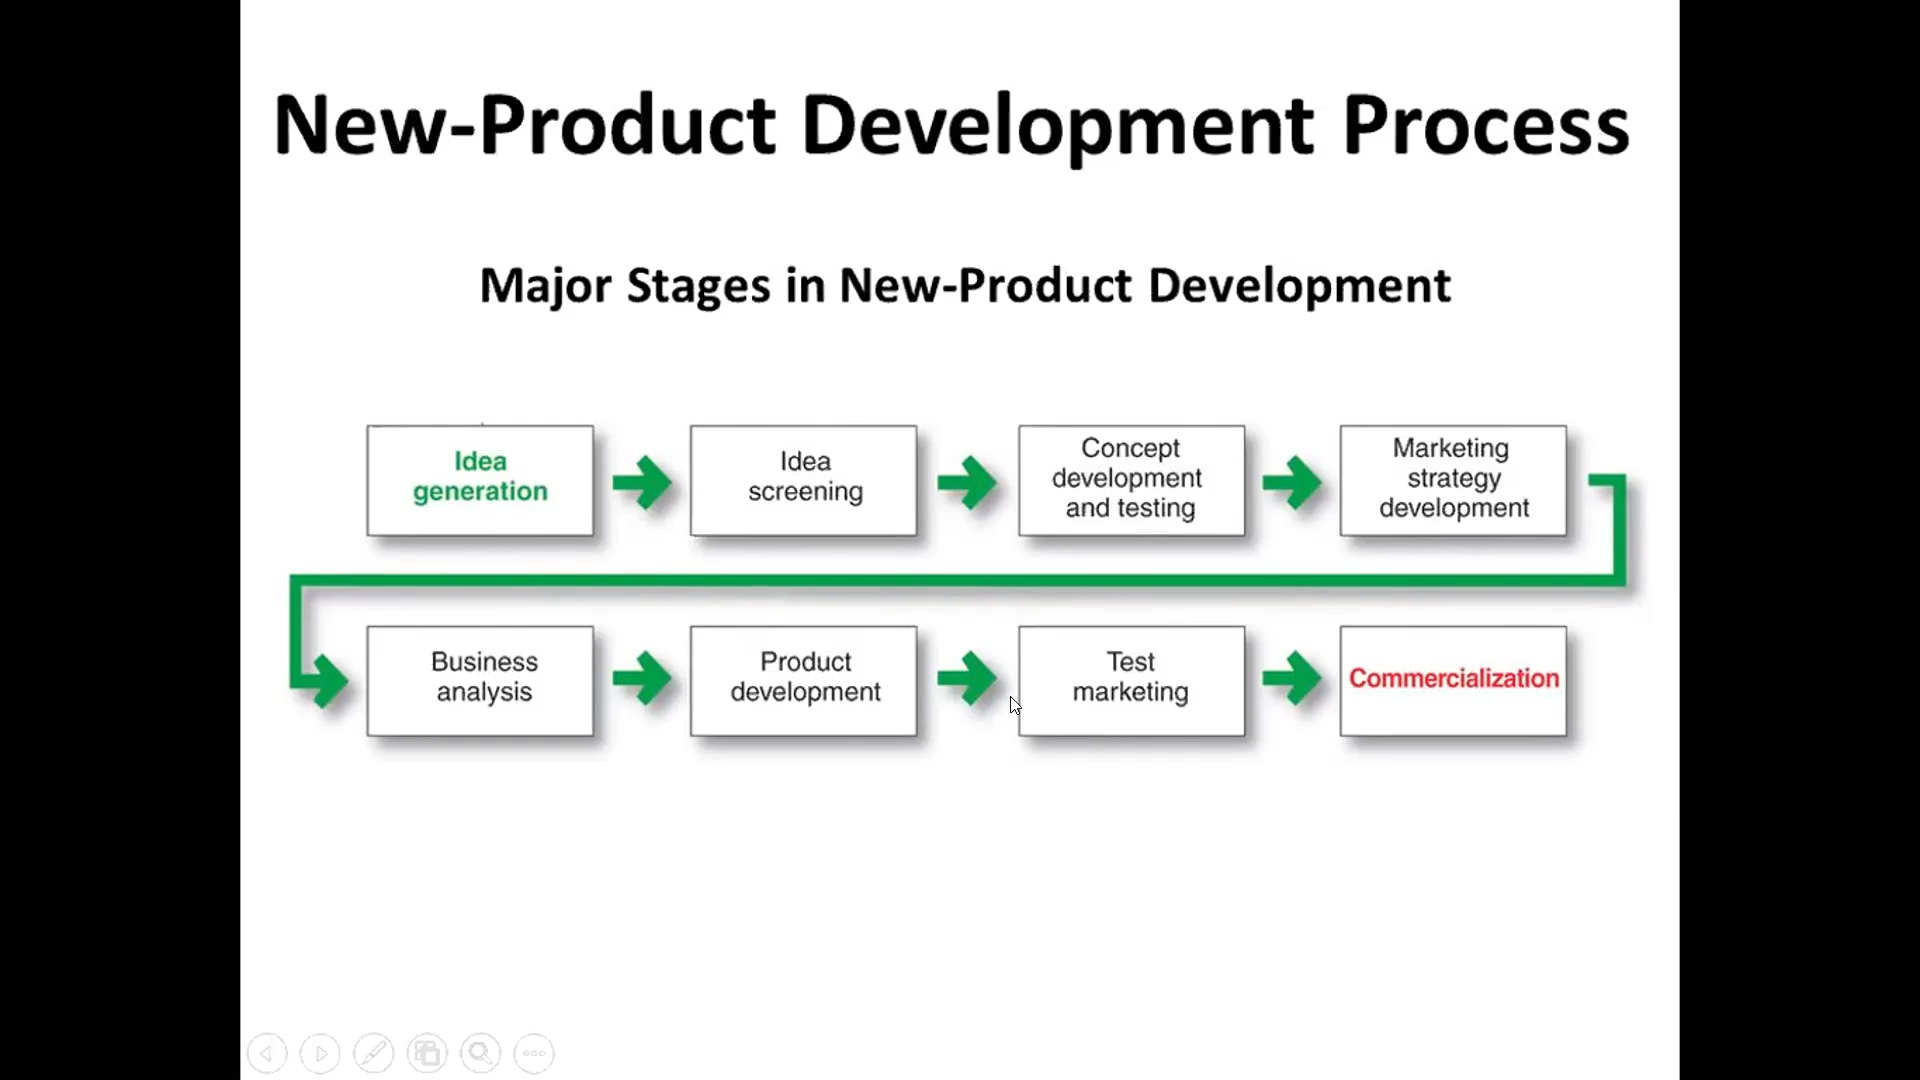 New-Product Development Process
Major Stages in New-Product Development
Idea
generation
Idea
screening
Concept
development
and testing
Marketing
strategy
development
Business
analysis
Product
development
Test
marketing
Commercialization